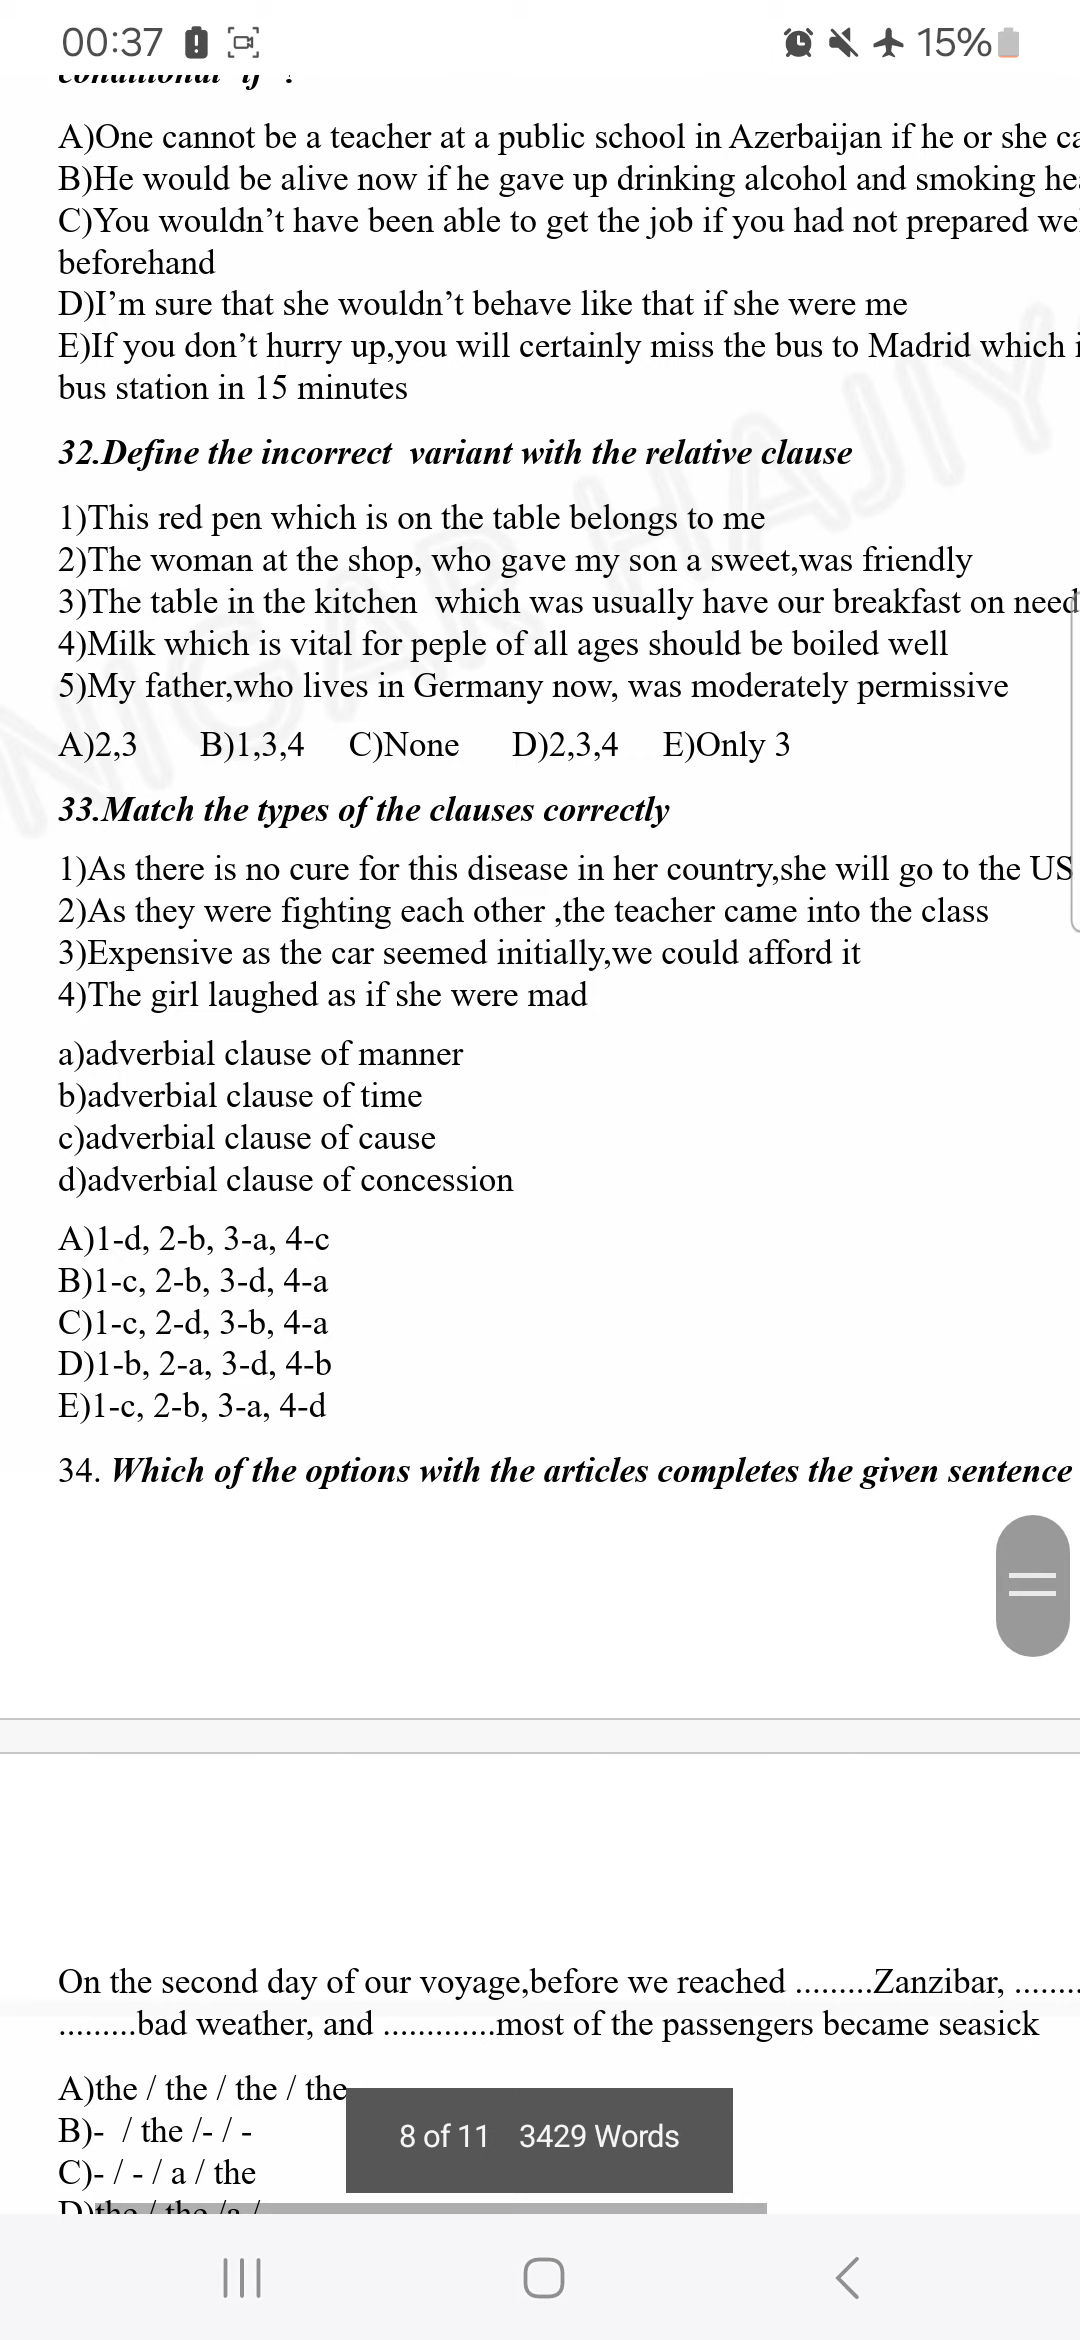 00:37 15%
conditional "if"?
A)One cannot be a teacher at a public school in Azerbaijan if he or she
B)He would be alive now if he gave up drinking alcohol and smoking
C)You wouldn't have been able to get the job if you had not prepared
beforehand
D)I'm sure that she wouldn't behave like that if she were me
E)If you don't hurry up,you will certainly miss the bus to Madrid which
bus station in 15 minutes
32.Define the incorrect variant with the relative clause
1)This red pen which is on the table belongs to me
2)The woman at the shop, who gave my son a sweet,was friendly
3)The table in the kitchen which was usually have our breakfast on need
4)Milk which is vital for peple of all ages should be boiled well
5)My father,who lives in Germany now, was moderately permissive
A)2,3 B)1,3,4 C)None D)2,3,4 E)Only 3
33.Match the types of the clauses correctly
1)As there is no cure for this disease in her country,she will go to the US
2)As they were fighting each other ,the teacher came into the class
3)Expensive as the car seemed initially,we could afford it
4)The girl laughed as if she were mad
a)adverbial clause of manner
b)adverbial clause of time
c)adverbial clause of cause
d)adverbial clause of concession
A)1-d, 2-b, 3-a, 4-c
B)1-c, 2-b, 3-d, 4-a
C)1-c, 2-d, 3-b, 4-a
D)1-b, 2-a, 3-d, 4-b
E)1-c, 2-b, 3-a, 4-d
34. Which of the options with the articles completes the given sentence
On the second day of our voyage,before we reached .........Zanzibar, ........
.........bad weather, and .............most of the passengers became seasick
A)the / the / the / the
B)- / the /- / -
C)- / - / a / the
D)the / the /a /
8 of 11 3429 Words
NIGAR HAJIY